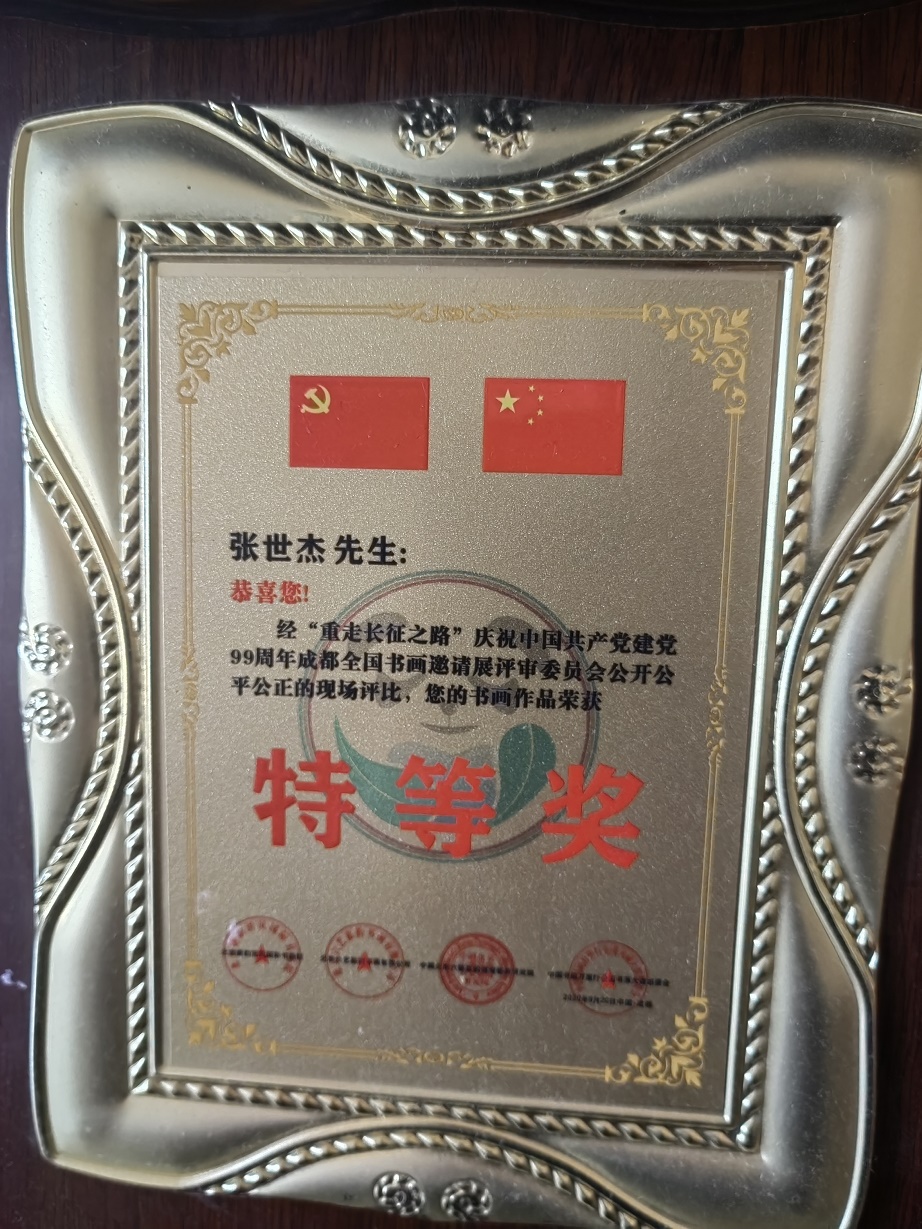 张世杰 先生:
恭喜您!
经“重走长征之路”庆祝中国共产党建党
99周年成都全国书画邀请展评审委员会公开公
平公正的现场评比，您的书画作品荣获
特等奖